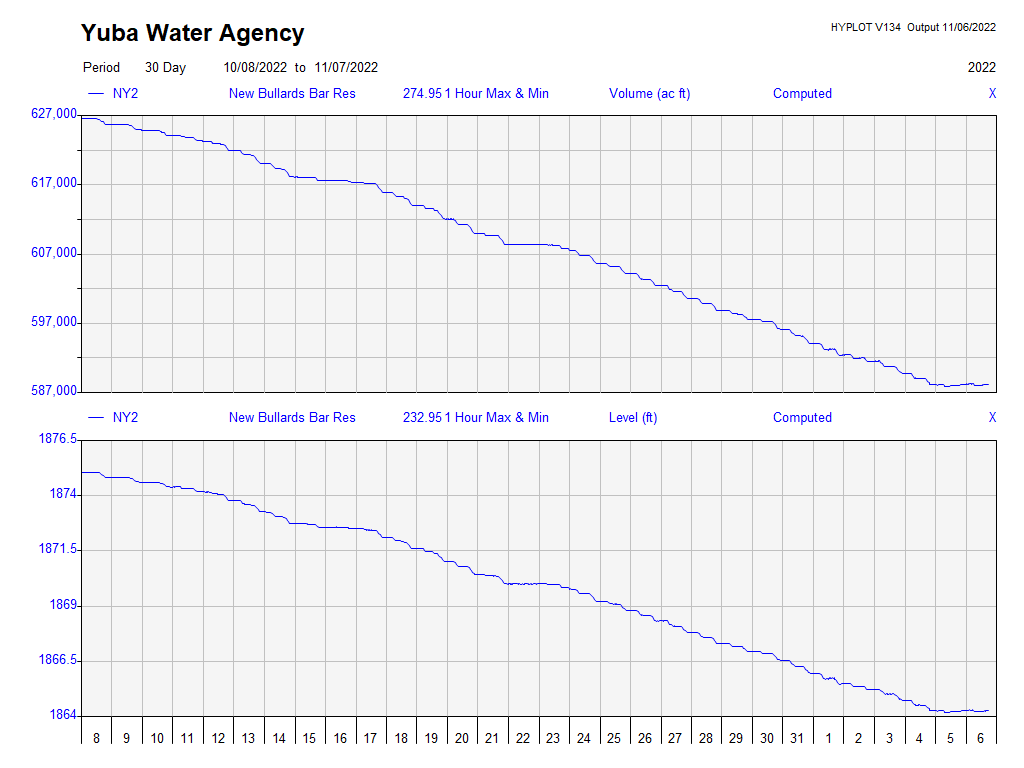 Yuba Water Agency
HYPLOT V134 Output 11/06/2022
Period 30 Day 10/08/2022 to 11/07/2022 2022
NY2 New Bullards Bar Res 274.95 1 Hour Max & Min Volume (ac ft) Computed X
627,000
617,000
607,000
597,000
587,000
NY2 New Bullards Bar Res 232.95 1 Hour Max & Min Level (ft) Computed X
1876.5
1874
1871.5
1869
1866.5
1864
8 9 10 11 12 13 14 15 16 17 18 19 20 21 22 23 24 25 26 27 28 29 30 31 1 2 3 4 5 6